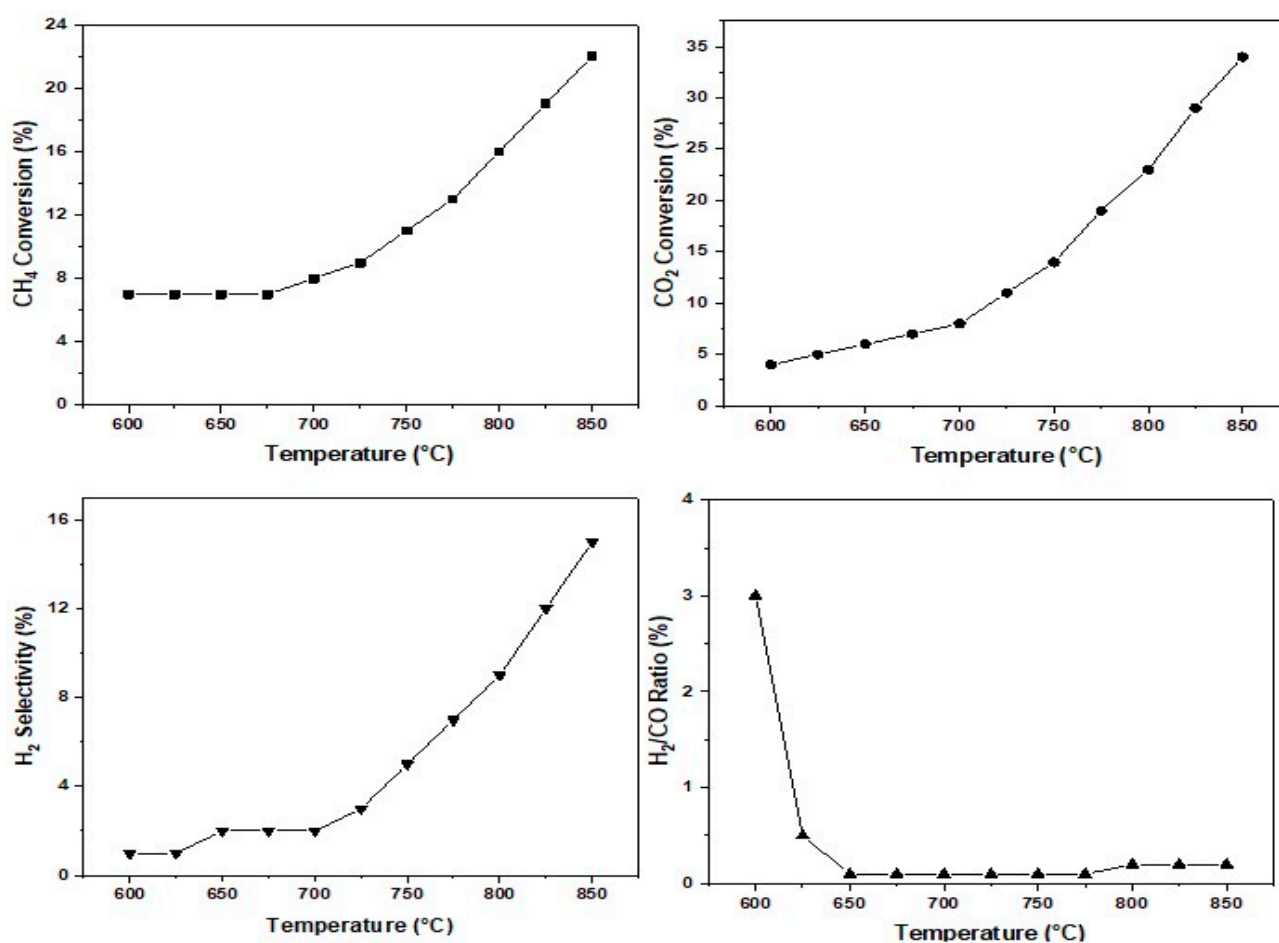 24
20
16
12
8
4
0
CH₄ Conversion (%)
600 650 700 750 800 850
Temperature (°C)
35
30
25
20
15
10
5
0
CO₂ Conversion (%)
600 650 700 750 800 850
Temperature (°C)
16
12
8
4
0
H₂ Selectivity (%)
600 650 700 750 800 850
Temperature (°C)
4
3
2
1
0
H₂/CO Ratio (%)
600 650 700 750 800 850
Temperature (°C)